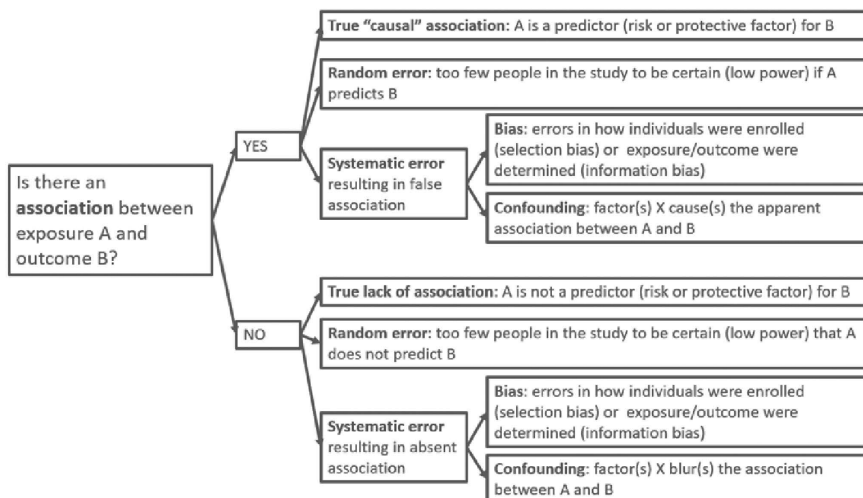 Is there an
association between
exposure A and
outcome B?
YES
True “causal” association: A is a predictor (risk or protective factor) for B
Random error: too few people in the study to be certain (low power) if A
predicts B
Systematic error
resulting in false
association
Bias: errors in how individuals were enrolled
(selection bias) or exposure/outcome were
determined (information bias)
Confounding: factor(s) X cause(s) the apparent
association between A and B
NO
True lack of association: A is not a predictor (risk or protective factor) for B
Random error: too few people in the study to be certain (low power) that A
does not predict B
Systematic error
resulting in absent
association
Bias: errors in how individuals were enrolled
(selection bias) or exposure/outcome were
determined (information bias)
Confounding: factor(s) X blur(s) the association
between A and B